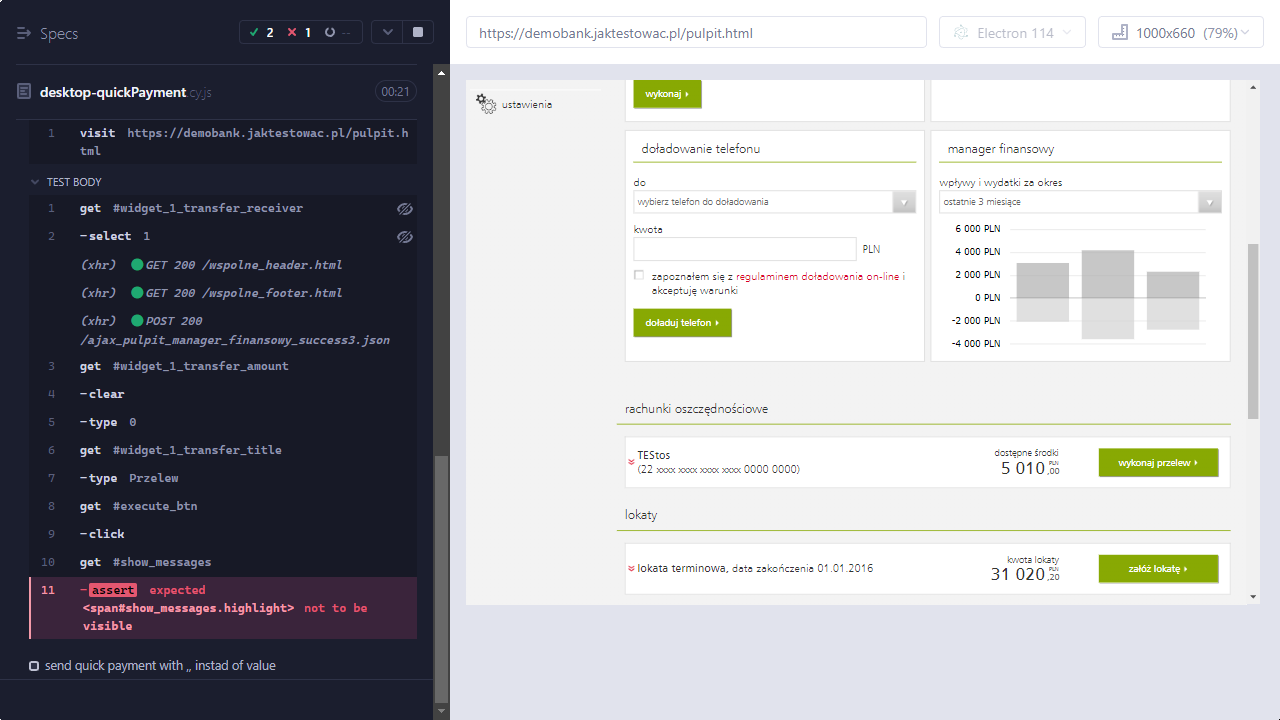 Specs
2
1
--
desktop-quickPayment.cy.js
00:21
1 visit https://demobank.jaktestowac.pl/pulpit.h
tml
TEST BODY
1 get #widget_1_transfer_receiver
2 -select 1
(xhr) GET 200 /wspolne_header.html
(xhr) GET 200 /wspolne_footer.html
(xhr) POST 200
/ajax_pulpit_manager_finansowy_success3.json
3 get #widget_1_transfer_amount
4 -clear
5 -type 0
6 get #widget_1_transfer_title
7 -type Przelew
8 get #execute_btn
9 -click
10 get #show_messages
11 -assert expected
<span#show_messages.highlight> not to be
visible
send quick payment with ,, instad of value
https://demobank.jaktestowac.pl/pulpit.html
Electron 114
1000x660 (79%)
ustawienia
wykonaj
doładowanie telefonu
do
wybierz telefon do doładowania
kwota
PLN
zapoznałem się z regulaminem doładowania on-line i
akceptuję warunki
doładuj telefon
manager finansowy
wpływy i wydatki za okres
ostatnie 3 miesiące
6 000 PLN
4 000 PLN
2 000 PLN
0 PLN
-2 000 PLN
-4 000 PLN
rachunki oszczędnościowe
TEStos
(22 xxxx xxxx xxxx xxxx 0000 0000)
dostępne środki
5 010 ,00 PLN
wykonaj przelew
lokaty
lokata terminowa, data zakończenia 01.01.2016
kwota lokaty
31 020 ,20 PLN
załóż lokatę